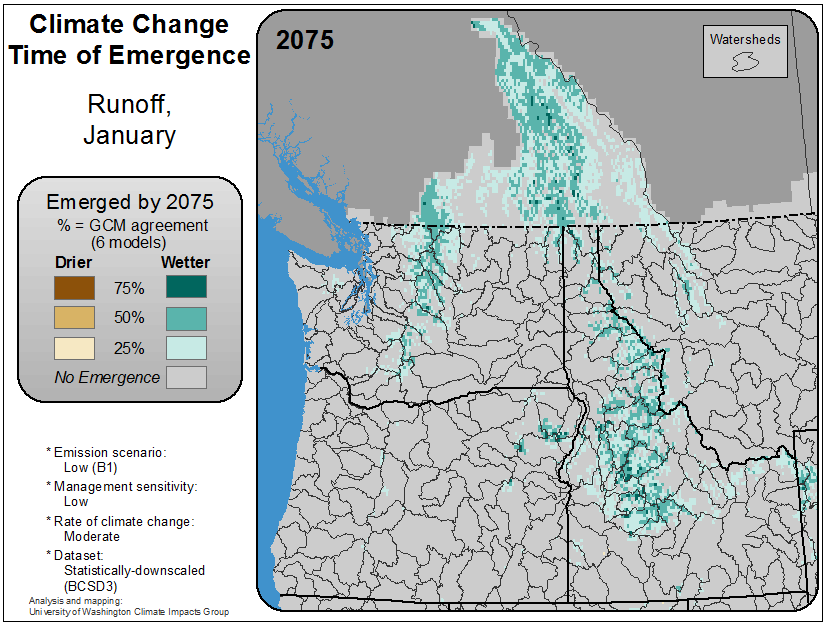 Climate Change
Time of Emergence
Runoff,
January
Emerged by 2075
% = GCM agreement
(6 models)
Drier Wetter
75%
50%
25%
No Emergence
* Emission scenario:
Low (B1)
* Management sensitivity:
Low
* Rate of climate change:
Moderate
* Dataset:
Statistically-downscaled
(BCSD3)
Analysis and mapping:
University of Washington Climate Impacts Group
2075
Watersheds